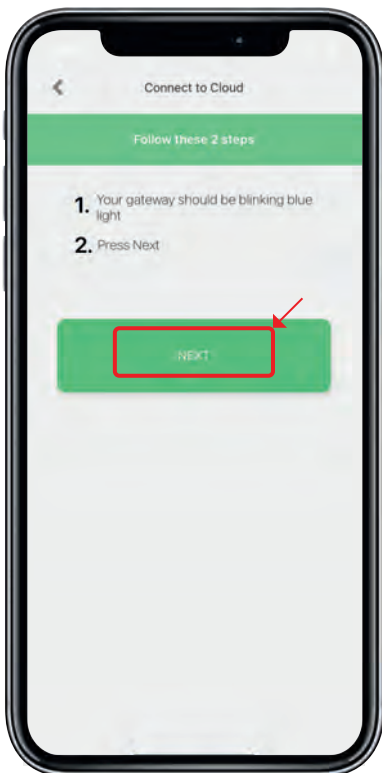 Connect to Cloud
Follow these 2 steps
1. Your gateway should be blinking blue
light
2. Press Next
NEXT